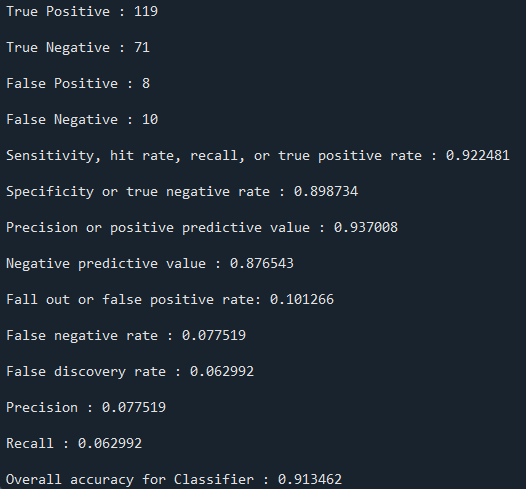 True Positive : 119
True Negative : 71
False Positive : 8
False Negative : 10
Sensitivity, hit rate, recall, or true positive rate : 0.922481
Specificity or true negative rate : 0.898734
Precision or positive predictive value : 0.937008
Negative predictive value : 0.876543
Fall out or false positive rate: 0.101266
False negative rate : 0.077519
False discovery rate : 0.062992
Precision : 0.077519
Recall : 0.062992
Overall accuracy for Classifier : 0.913462